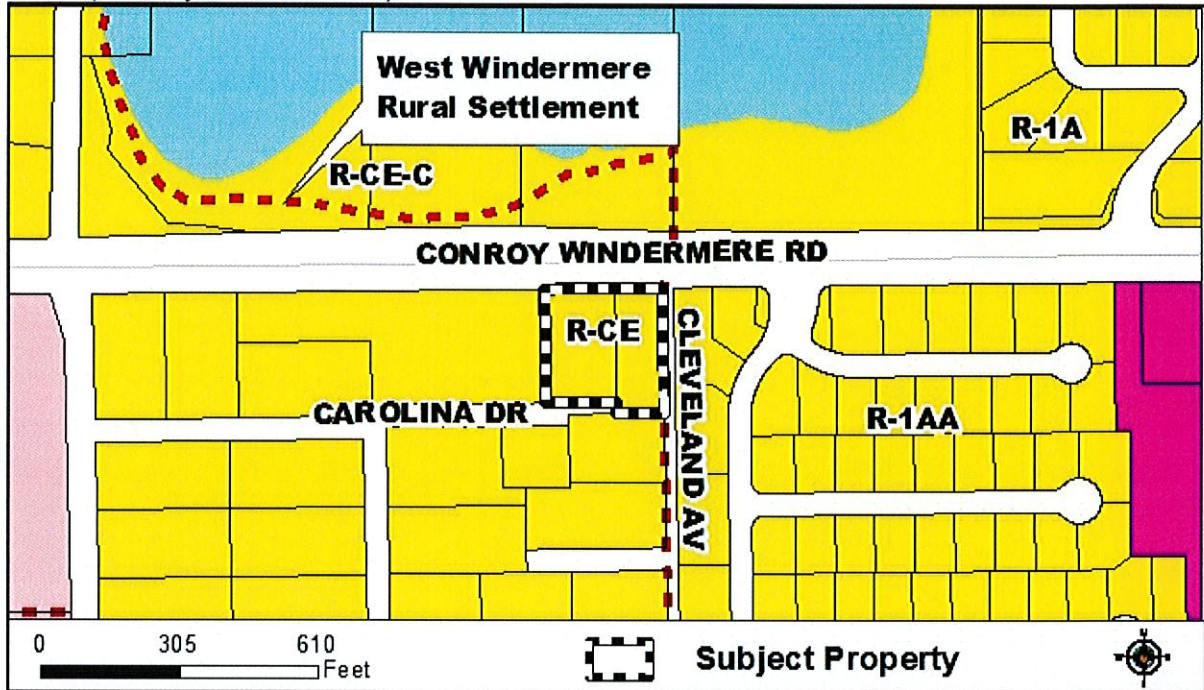 West Windermere
Rural Settlement
R-1A
R-CE-C
CONROY WINDERMERE RD
R-CE
CLEVELAND AV
CAROLINA DR
R-1AA
0 305 610
Feet
Subject Property
N